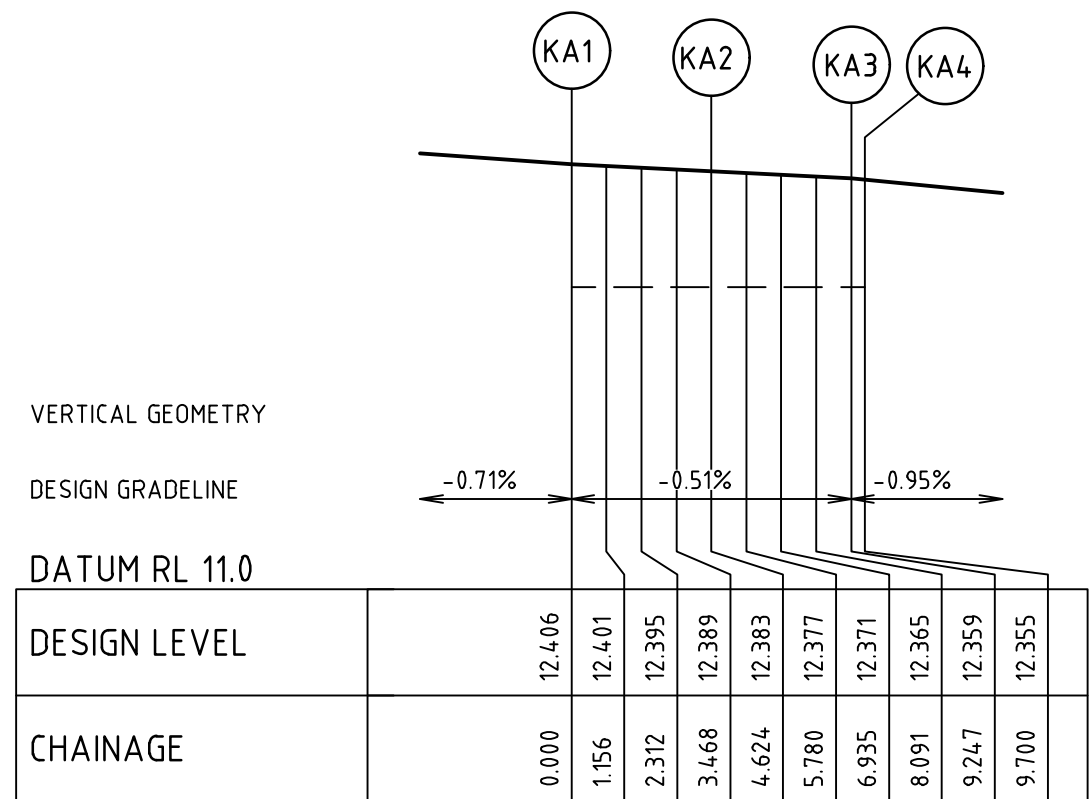 KA1 KA2 KA3 KA4
VERTICAL GEOMETRY
DESIGN GRADELINE -0.71% -0.51% -0.95%
DATUM RL 11.0
DESIGN LEVEL 12.406 12.401 12.395 12.389 12.383 12.377 12.371 12.365 12.359 12.355
CHAINAGE 0.000 1.156 2.312 3.468 4.624 5.780 6.935 8.091 9.247 9.700